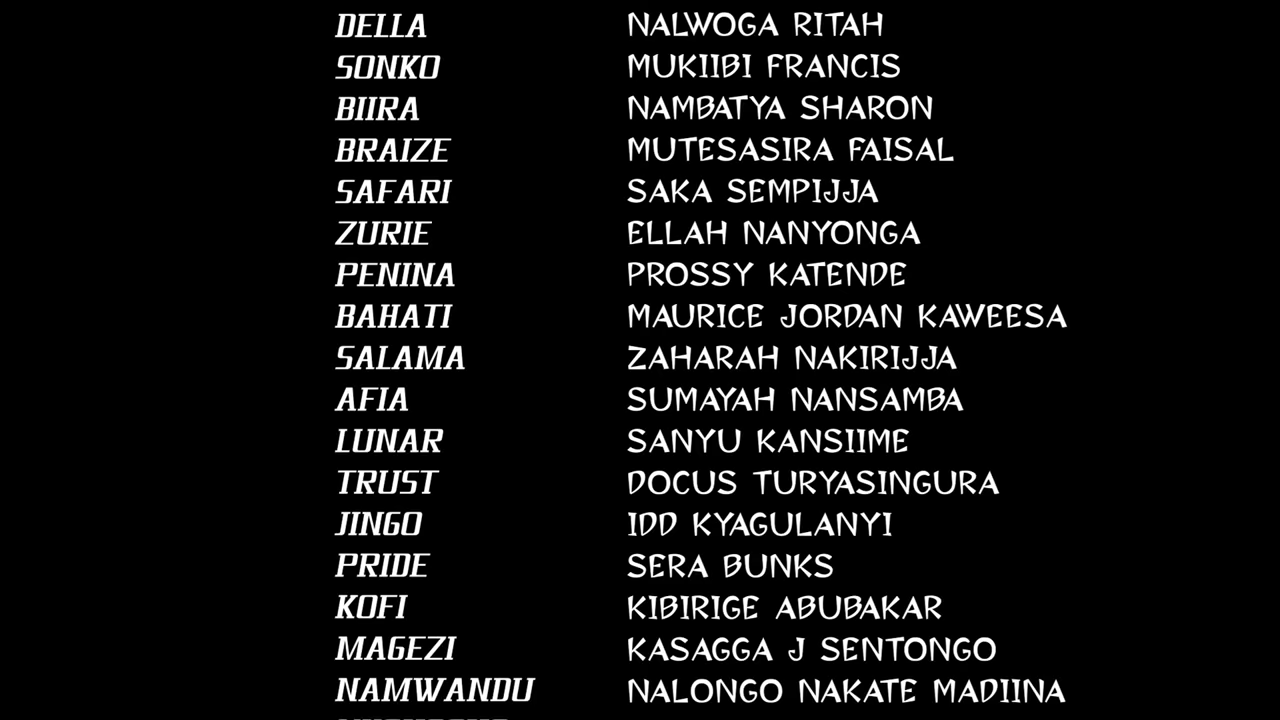 DELLA NALWOGA RITAH
SONKO MUKIIBI FRANCIS
BIIRA NAMBATYA SHARON
BRAIZE MUTESASIRA FAISAL
SAFARI SAKA SEMPIJJA
ZURIE ELLAH NANYONGA
PENINA PROSSY KATENDE
BAHATI MAURICE JORDAN KAWEESA
SALAMA ZAHARAH NAKIRIJJA
AFIA SUMAYAH NANSAMBA
LUNAR SANYU KANSIIME
TRUST DOCUS TURYASINGURA
JINGO IDD KYAGULANYI
PRIDE SERA BUNKS
KOFI KIBIRIGE ABUBAKAR
MAGEZI KASAGGA J SENTONGO
NAMWANDU NALONGO NAKATE MADIINA